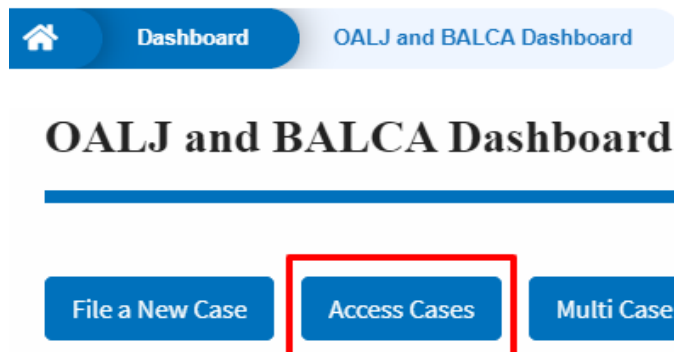 Dashboard OALJ and BALCA Dashboard
OALJ and BALCA Dashboard
File a New Case Access Cases Multi Case